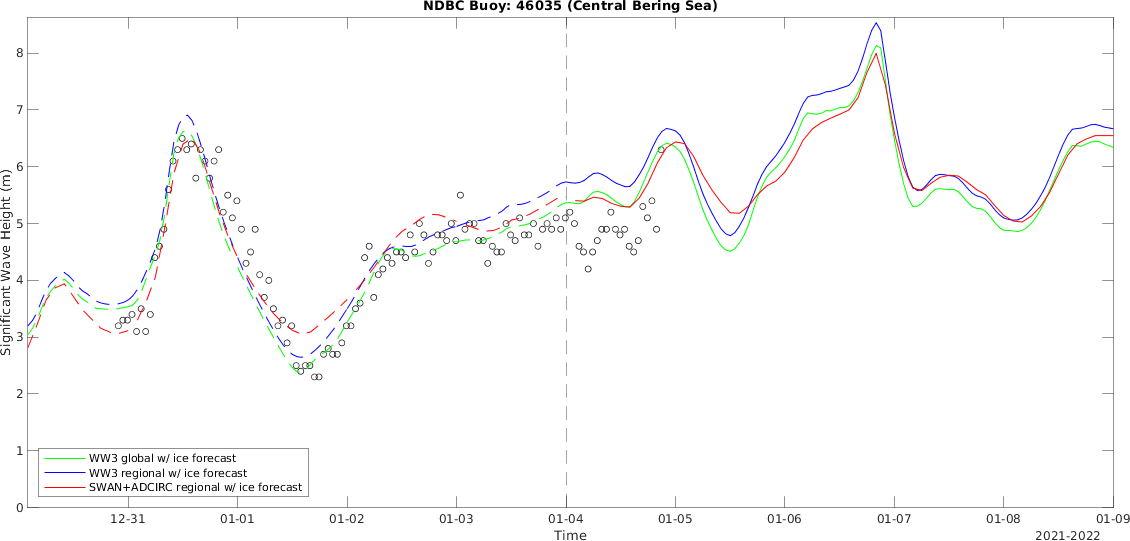 NDBC Buoy: 46035 (Central Bering Sea)
Significant Wave Height (m)
8
7
6
5
4
3
2
1
0
WW3 global w/ ice forecast
WW3 regional w/ ice forecast
SWAN+ADCIRC regional w/ ice forecast
12-31 01-01 01-02 01-03 01-04 01-05 01-06 01-07 01-08 01-09
Time
2021-2022